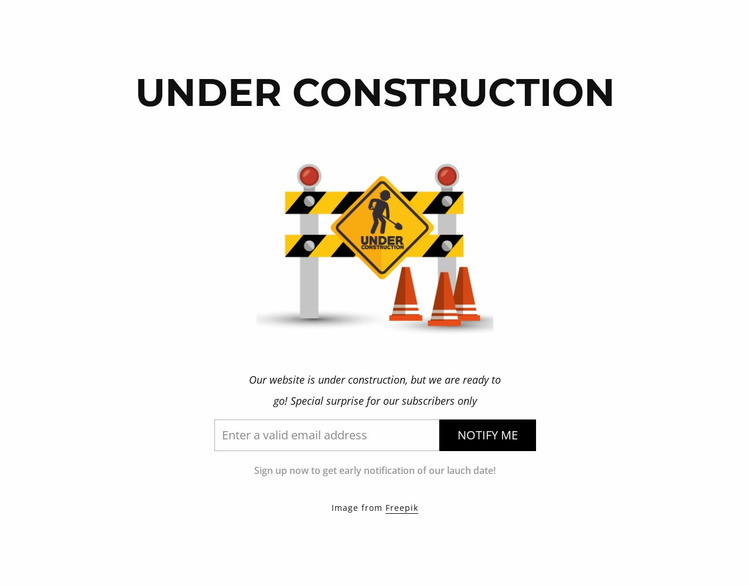 UNDER CONSTRUCTION
UNDER
CONSTRUCTION
Our website is under construction, but we are ready to
go! Special surprise for our subscribers only
Enter a valid email address
NOTIFY ME
Sign up now to get early notification of our lauch date!
Image from Freepik